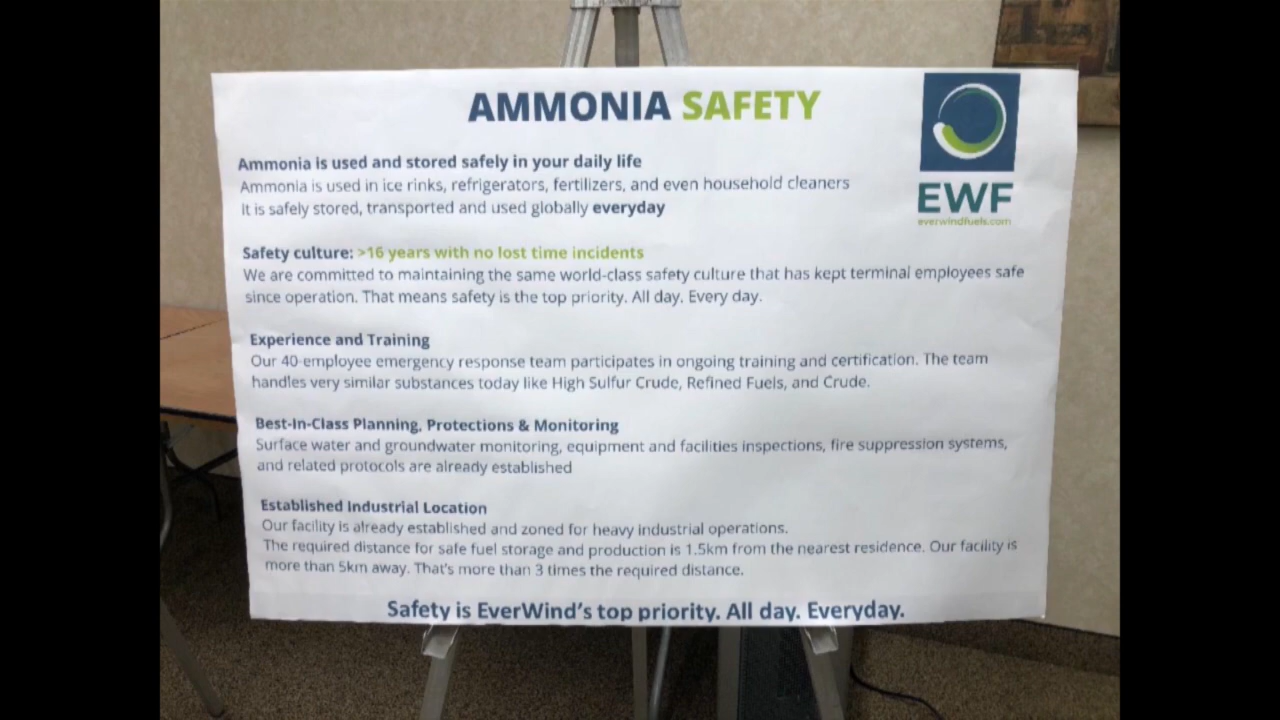 AMMONIA SAFETY
EWF
everwindfuels.com
Ammonia is used and stored safely in your daily life
Ammonia is used in ice rinks, refrigerators, fertilizers, and even household cleaners
It is safely stored, transported and used globally everyday
Safety culture: >16 years with no lost time incidents
We are committed to maintaining the same world-class safety culture that has kept terminal employees safe
since operation. That means safety is the top priority. All day. Every day.
Experience and Training
Our 40-employee emergency response team participates in ongoing training and certification. The team
handles very similar substances today like High Sulfur Crude, Refined Fuels, and Crude.
Best-In-Class Planning, Protections & Monitoring
Surface water and groundwater monitoring, equipment and facilities inspections, fire suppression systems,
and related protocols are already established
Established Industrial Location
Our facility is already established and zoned for heavy industrial operations.
The required distance for safe fuel storage and production is 1.5km from the nearest residence. Our facility is
more than 5km away. That's more than 3 times the required distance.
Safety is EverWind's top priority. All day. Everyday.